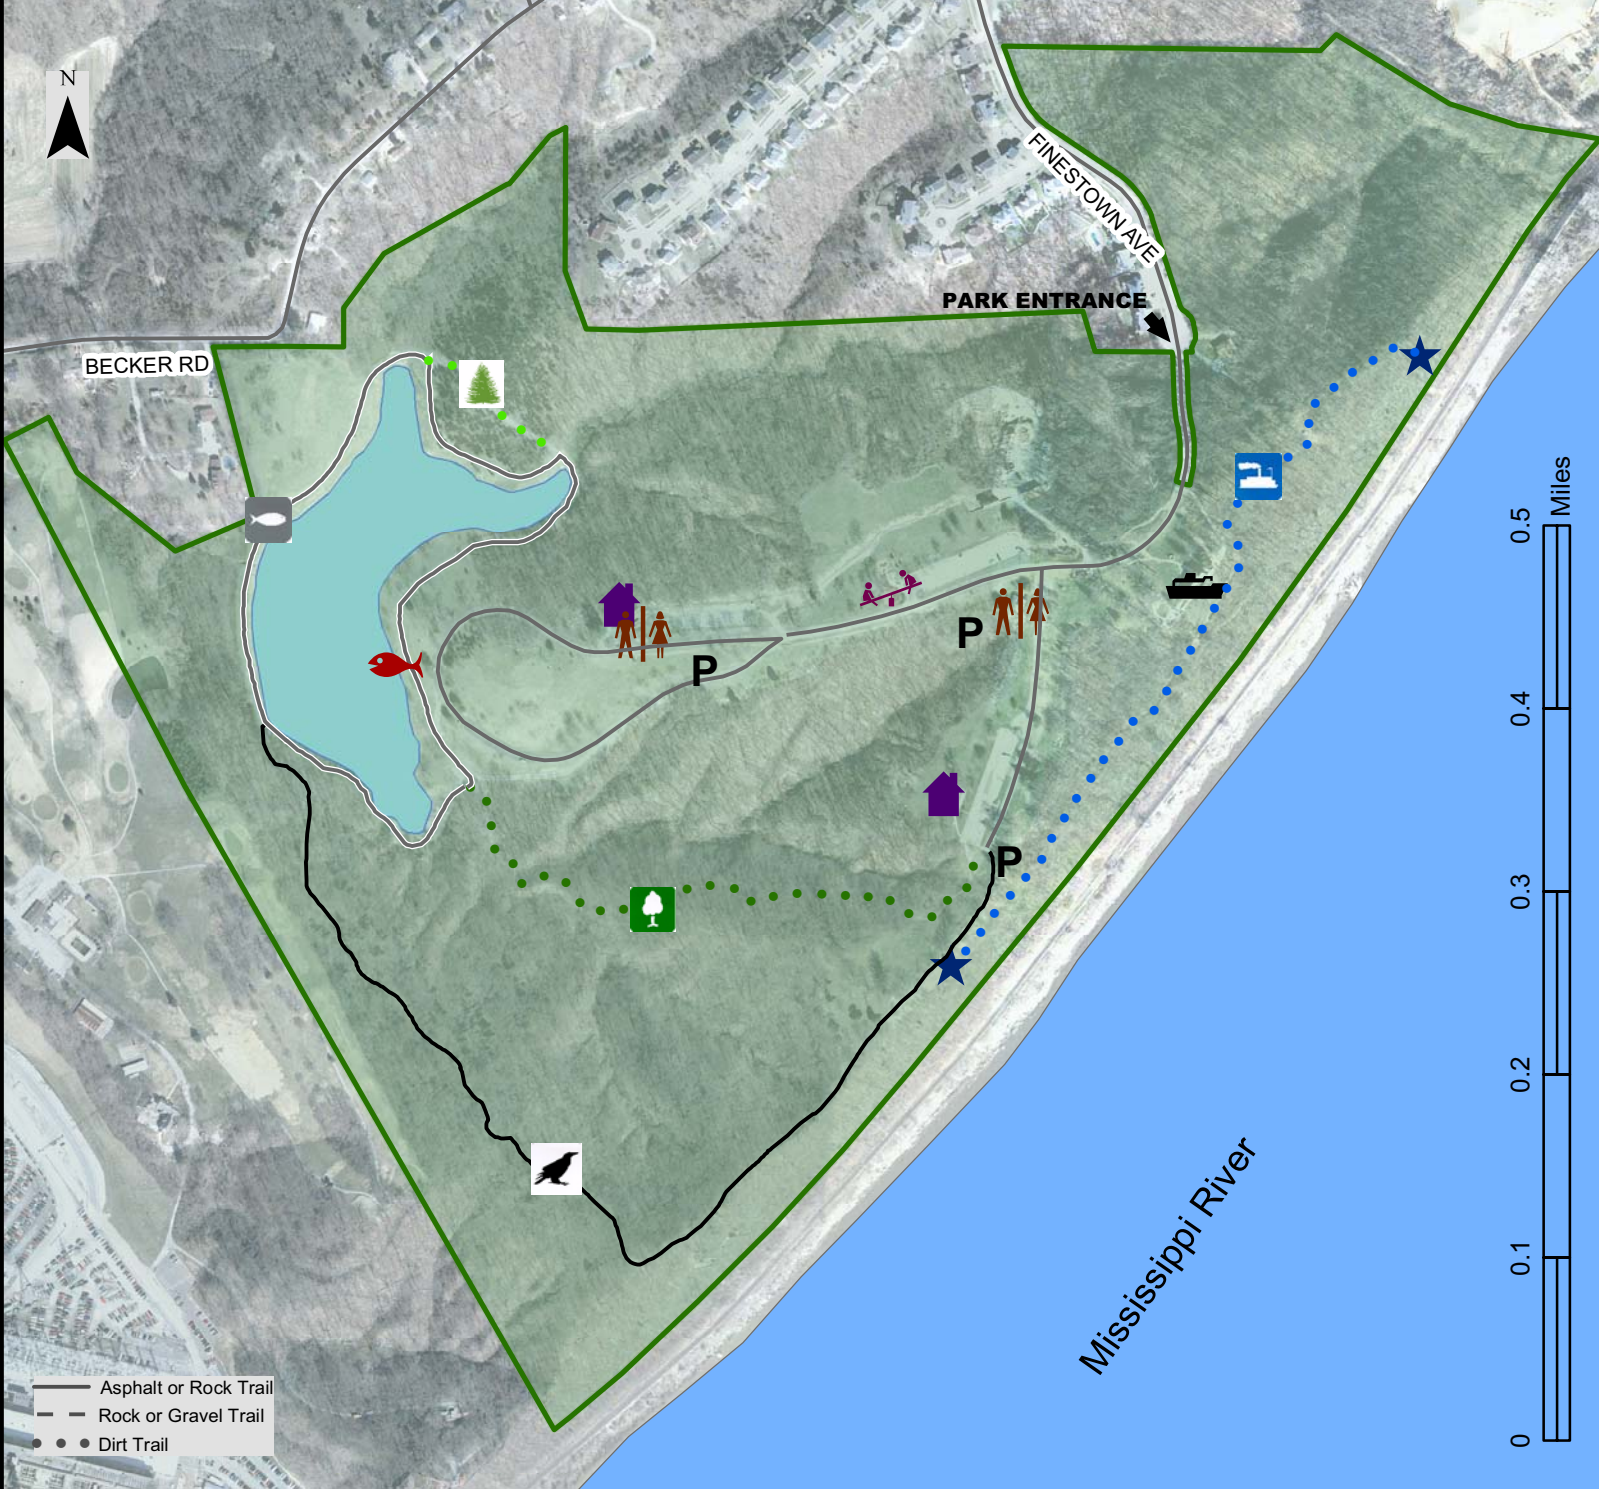 N
FINESTOWN AVE
PARK ENTRANCE
BECKER RD
P
P
P
Miles
0.5
0.4
0.3
0.2
0.1
0
Mississippi River
Asphalt or Rock Trail
Rock or Gravel Trail
Dirt Trail